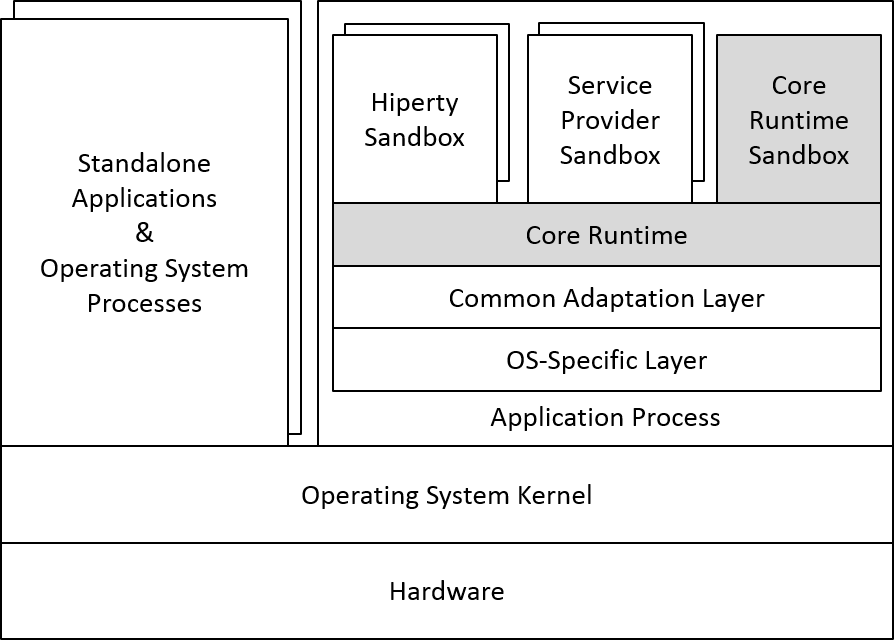 Standalone
Applications
&
Operating System
Processes
Hiperty
Sandbox
Service
Provider
Sandbox
Core
Runtime
Sandbox
Core Runtime
Common Adaptation Layer
OS-Specific Layer
Application Process
Operating System Kernel
Hardware